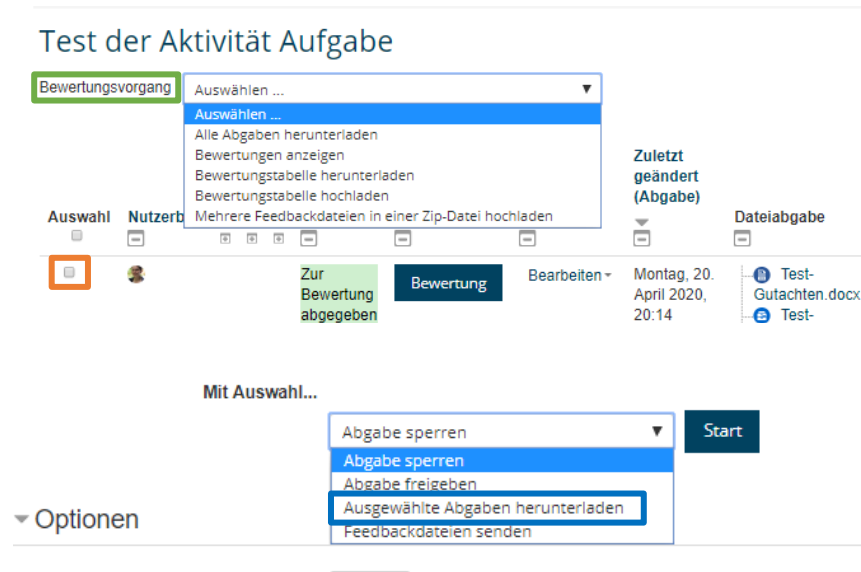 Test der Aktivität Aufgabe
Bewertungsvorgang
Auswählen ...
Auswählen ...
Alle Abgaben herunterladen
Bewertungen anzeigen
Bewertungstabelle herunterladen
Bewertungstabelle hochladen
Mehrere Feedbackdateien in einer Zip-Datei hochladen
Auswahl
Nutzerb
Zuletzt
geändert
(Abgabe)
Dateiabgabe
Zur
Bewertung
abgegeben
Bewertung
Bearbeiten
Montag, 20.
April 2020,
20:14
Test-
Gutachten.docx
Test-
Mit Auswahl...
Abgabe sperren
Start
Abgabe sperren
Abgabe freigeben
Ausgewählte Abgaben herunterladen
Feedbackdateien senden
Optionen